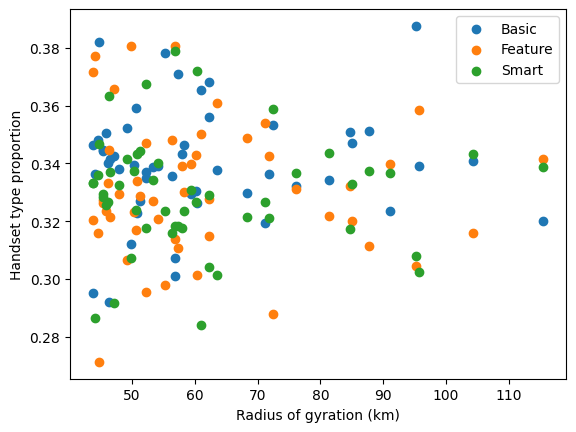 Basic
Feature
Smart
0.38
0.36
0.34
0.32
0.30
0.28
Handset type proportion
50
60
70
80
90
100
110
Radius of gyration (km)